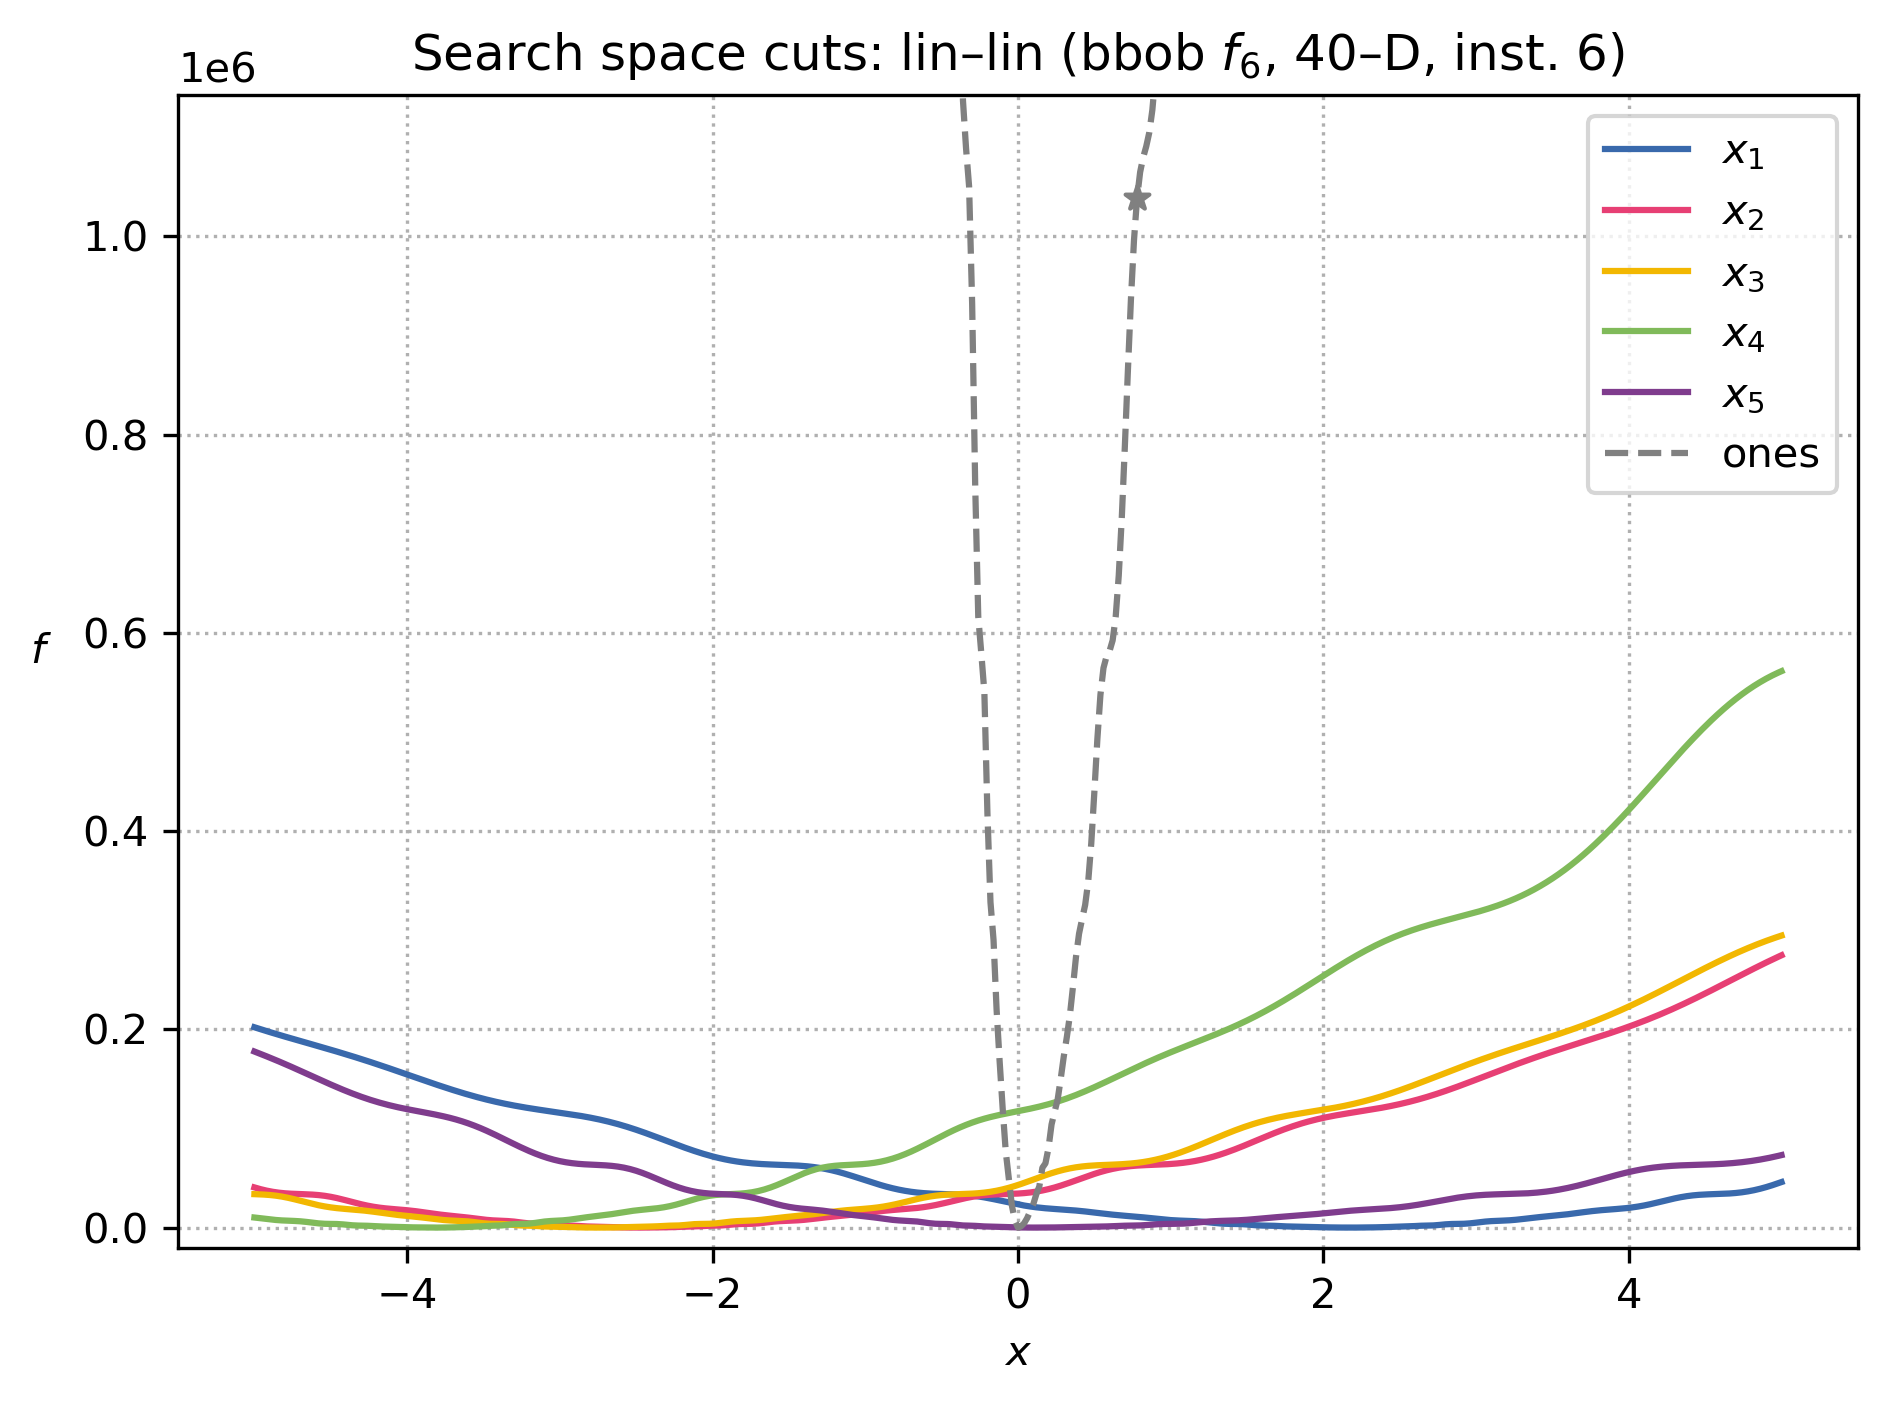 Search space cuts: lin–lin (bbob f₆, 40–D, inst. 6)
1e6
1.0
0.8
0.6
0.4
0.2
0.0
f
−4
−2
0
2
4
x
x₁
x₂
x₃
x₄
x₅
ones